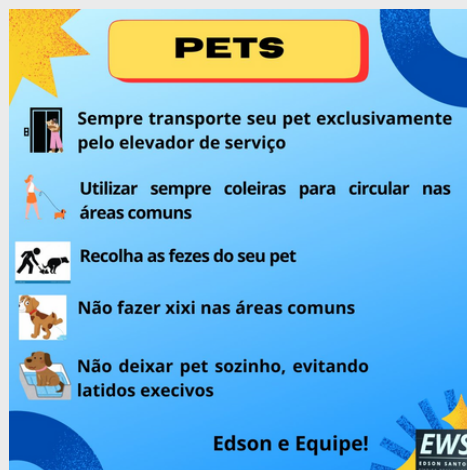 PETS
Sempre transporte seu pet exclusivamente
pelo elevador de serviço
Utilizar sempre coleiras para circular nas
áreas comuns
Recolha as fezes do seu pet
Não fazer xixi nas áreas comuns
Não deixar pet sozinho, evitando
latidos execivos
Edson e Equipe!
EWS
EDSON SANTO